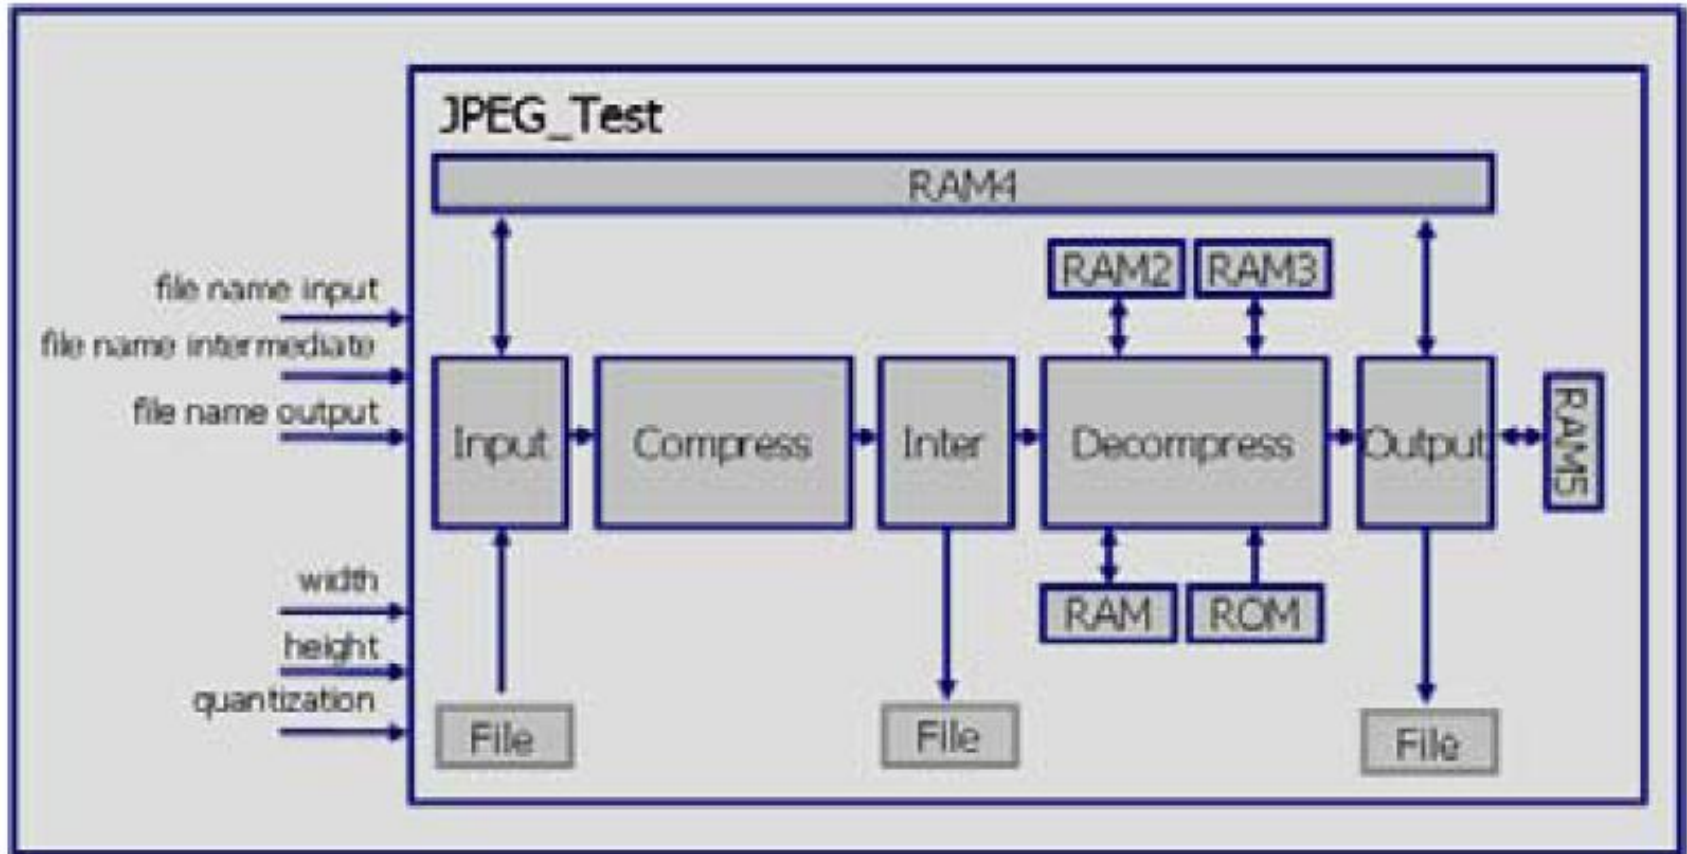 JPEG_Test
RAM4
RAM2
RAM3
file name input
file name intermediate
file name output
Input
Compress
Inter
Decompress
Output
RAM5
width
height
quantization
RAM
ROM
File
File
File